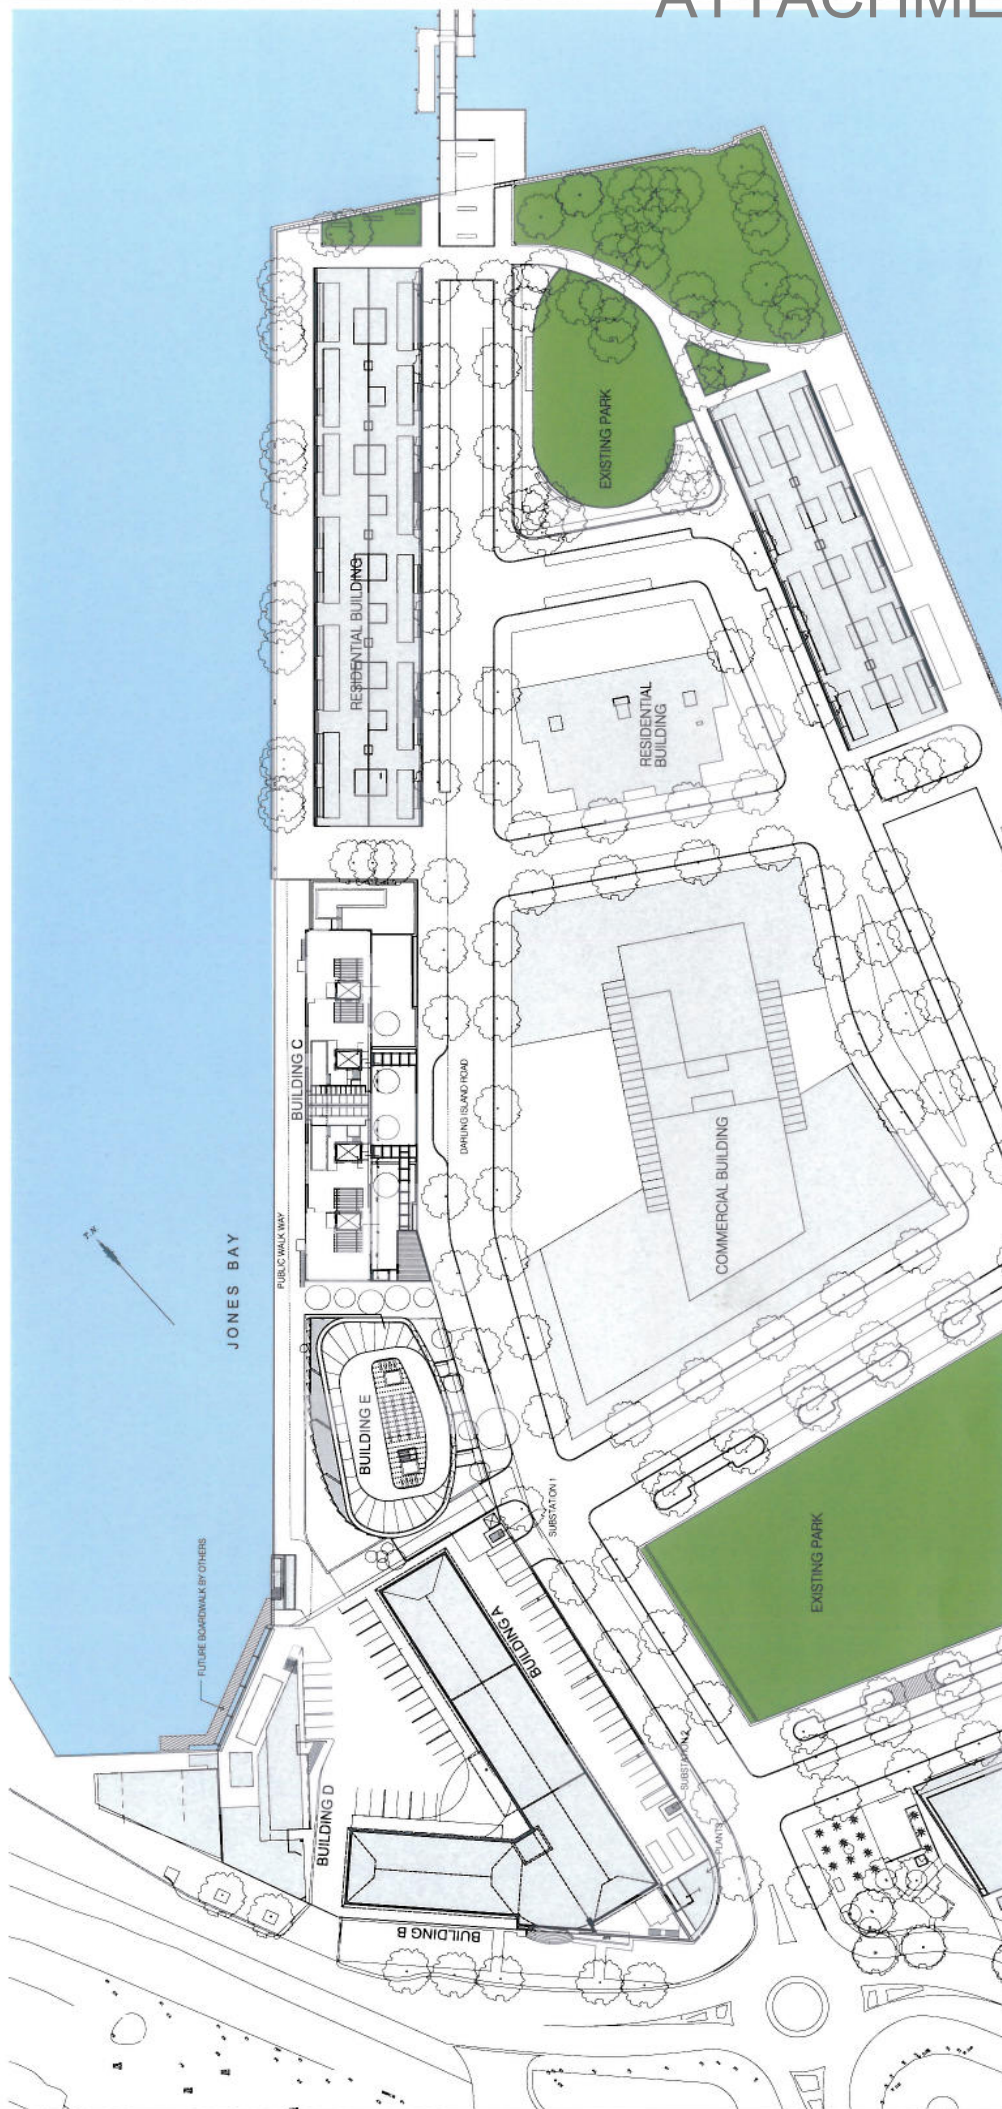 ATTACHME
EXISTING PARK
RESIDENTIAL BUILDING
RESIDENTIAL
BUILDING
BUILDING C
DARLING ISLAND ROAD
COMMERCIAL BUILDING
T.N.
JONES BAY
PUBLIC WALK WAY
BUILDING E
SUBSTATION 1
FUTURE BOARDWALK BY OTHERS
EXISTING PARK
BUILDING A
SUBSTATION 2
BUILDING D
PLANTS
BUILDING B